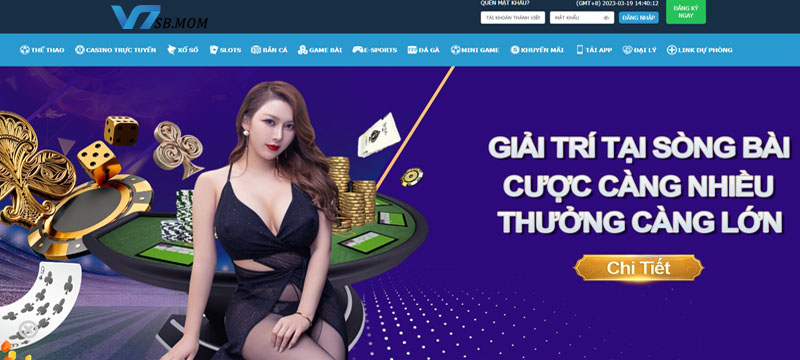 QUÊN MẬT KHẨU?
(GMT+8) 2023-03-19 14:40:12
V7SB.MOM
TÀI KHOẢN THÀNH VIÊN
MẬT KHẨU
ĐĂNG NHẬP
ĐĂNG KÝ
NGAY
THỂ THAO
CASINO TRỰC TUYẾN
XỔ SỐ
SLOTS
BẮN CÁ
GAME BÀI
E-SPORTS
ĐÁ GÀ
MINI GAME
KHUYẾN MÃI
TẢI APP
ĐẠI LÝ
LINK DỰ PHÒNG
GIẢI TRÍ TẠI SÒNG BÀI
CƯỢC CÀNG NHIỀU
THƯỞNG CÀNG LỚN
Chi Tiết